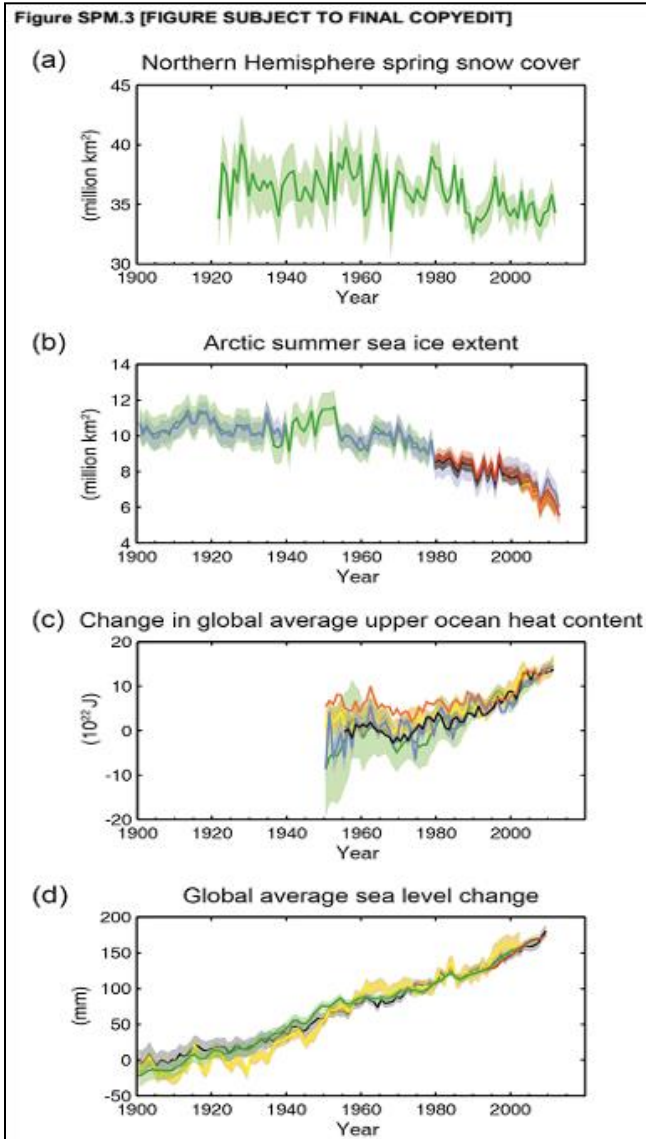 Figure SPM.3 [FIGURE SUBJECT TO FINAL COPYEDIT]
(a) Northern Hemisphere spring snow cover
45
40
35
30
(million km²)
1900 1920 1940 1960 1980 2000
Year
(b) Arctic summer sea ice extent
14
12
10
8
6
4
(million km²)
1900 1920 1940 1960 1980 2000
Year
(c) Change in global average upper ocean heat content
20
10
0
-10
-20
(10²² J)
1900 1920 1940 1960 1980 2000
Year
(d) Global average sea level change
200
150
100
50
0
-50
(mm)
1900 1920 1940 1960 1980 2000
Year